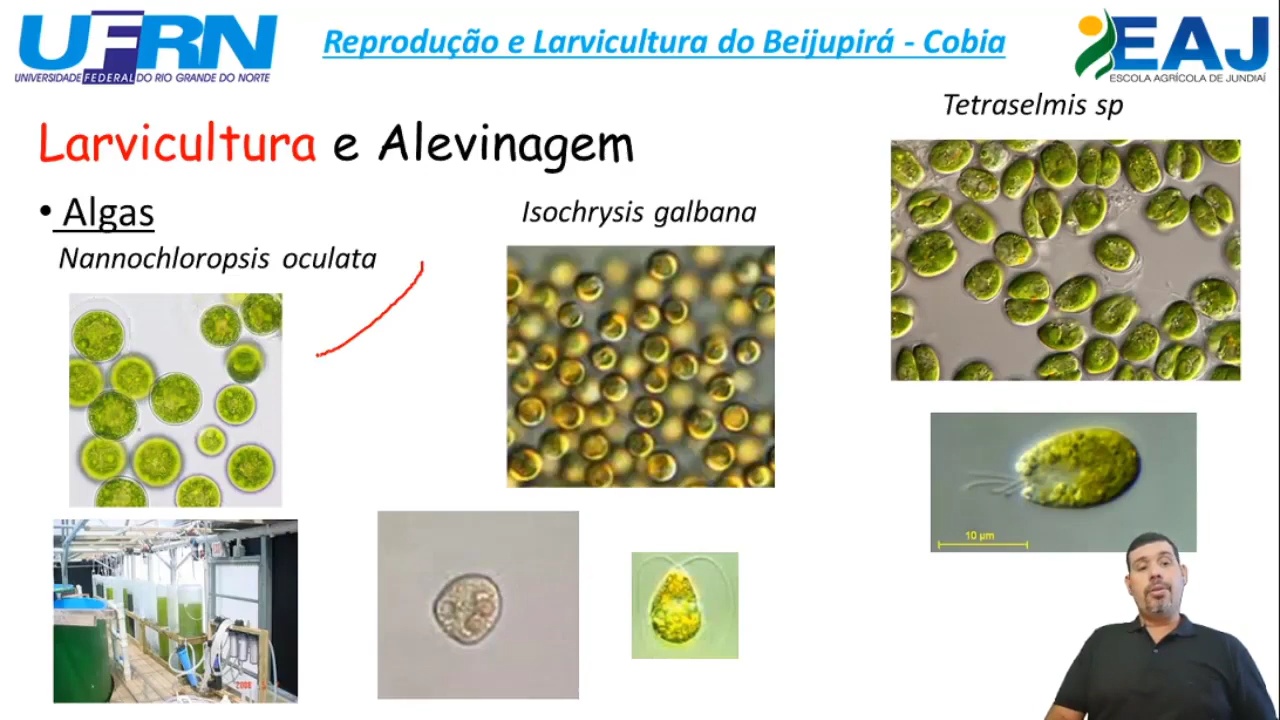 UFRN
UNIVERSIDADE FEDERAL DO RIO GRANDE DO NORTE
Reprodução e Larvicultura do Beijupirá - Cobia
EAJ
ESCOLA AGRÍCOLA DE JUNDIAÍ
Tetraselmis sp
Larvicultura e Alevinagem
• Algas
Isochrysis galbana
Nannochloropsis oculata
10 µm
2008